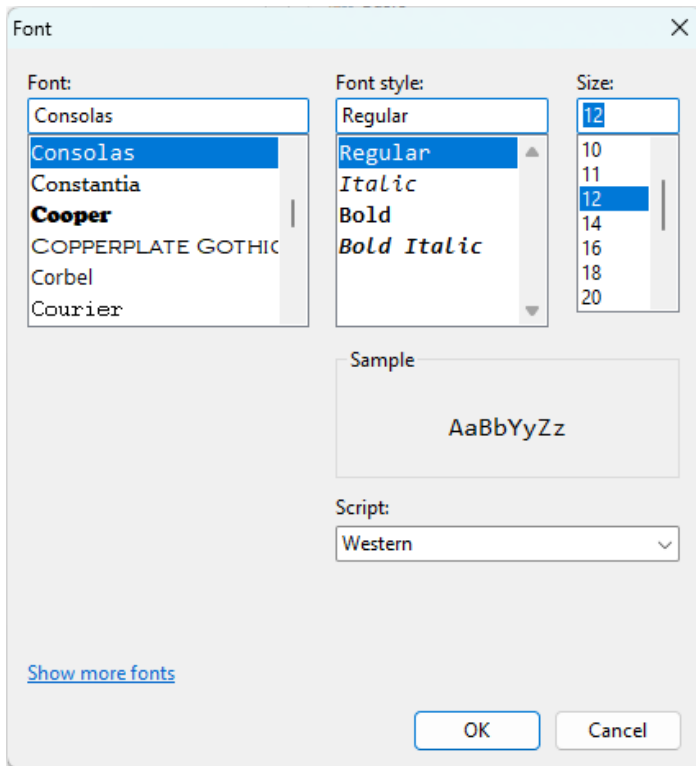 Font
Font:
Consolas
Consolas
Constantia
Cooper
COPPERPLATE GOTHIC
Corbel
Courier
Font style:
Regular
Regular
Italic
Bold
Bold Italic
Size:
12
10
11
12
14
16
18
20
Sample
AaBbYyZz
Script:
Western
Show more fonts
OK
Cancel